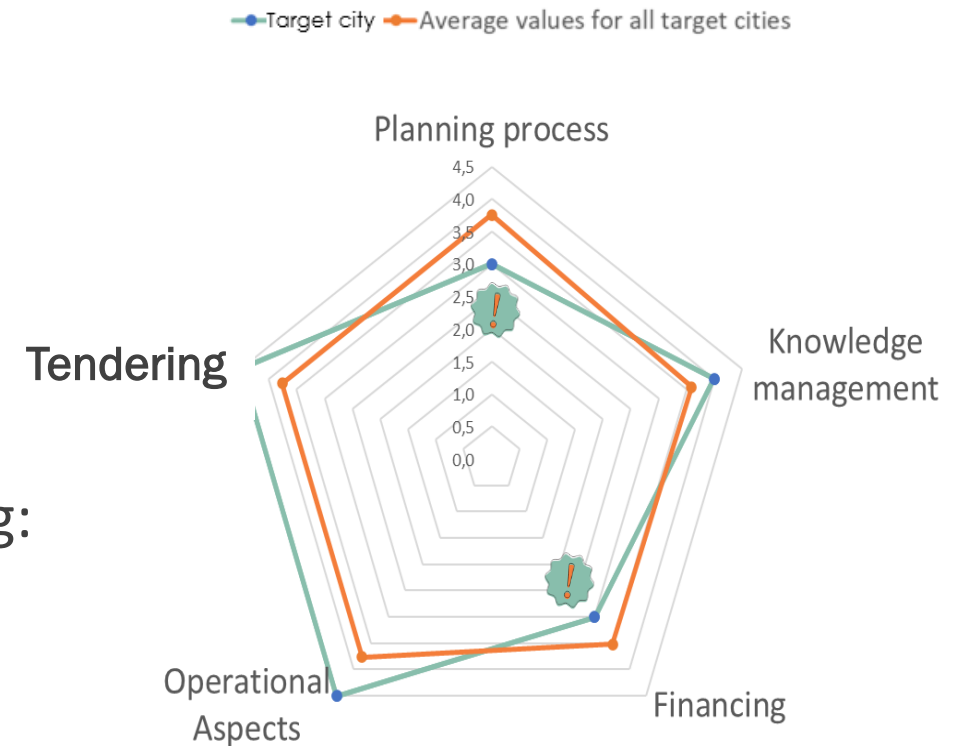 Target city Average values for all target cities
Planning process
4,5
4,0
3,5
3,0
2,5
2,0
1,5
1,0
0,5
0,0
Knowledge
management
Tendering
g:
!
!
Operational
Aspects
Financing